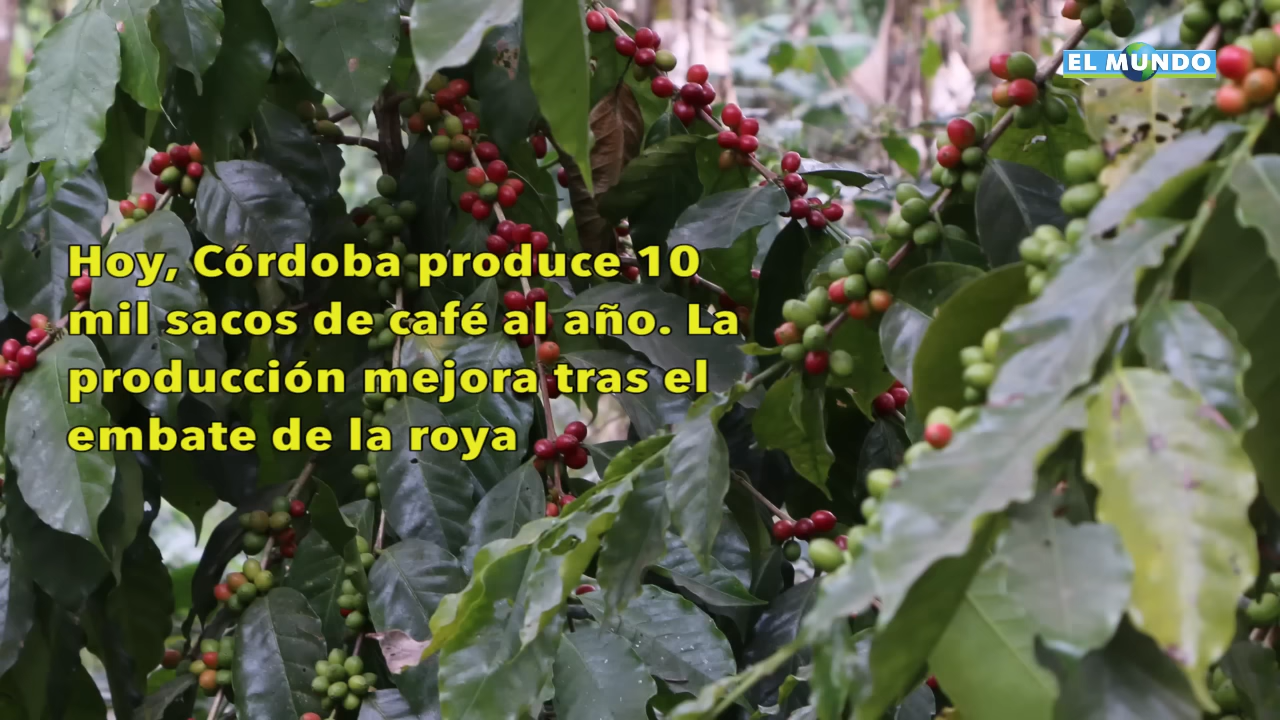 EL MUNDO
Hoy, Córdoba produce 10
mil sacos de café al año. La
producción mejora tras el
embate de la roya